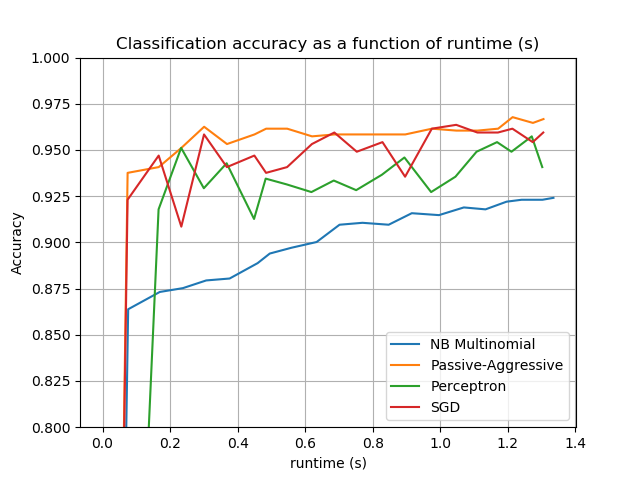 Classification accuracy as a function of runtime (s)
1.000
0.975
0.950
0.925
0.900
0.875
0.850
0.825
0.800
Accuracy
NB Multinomial
Passive-Aggressive
Perceptron
SGD
0.0 0.2 0.4 0.6 0.8 1.0 1.2 1.4
runtime (s)